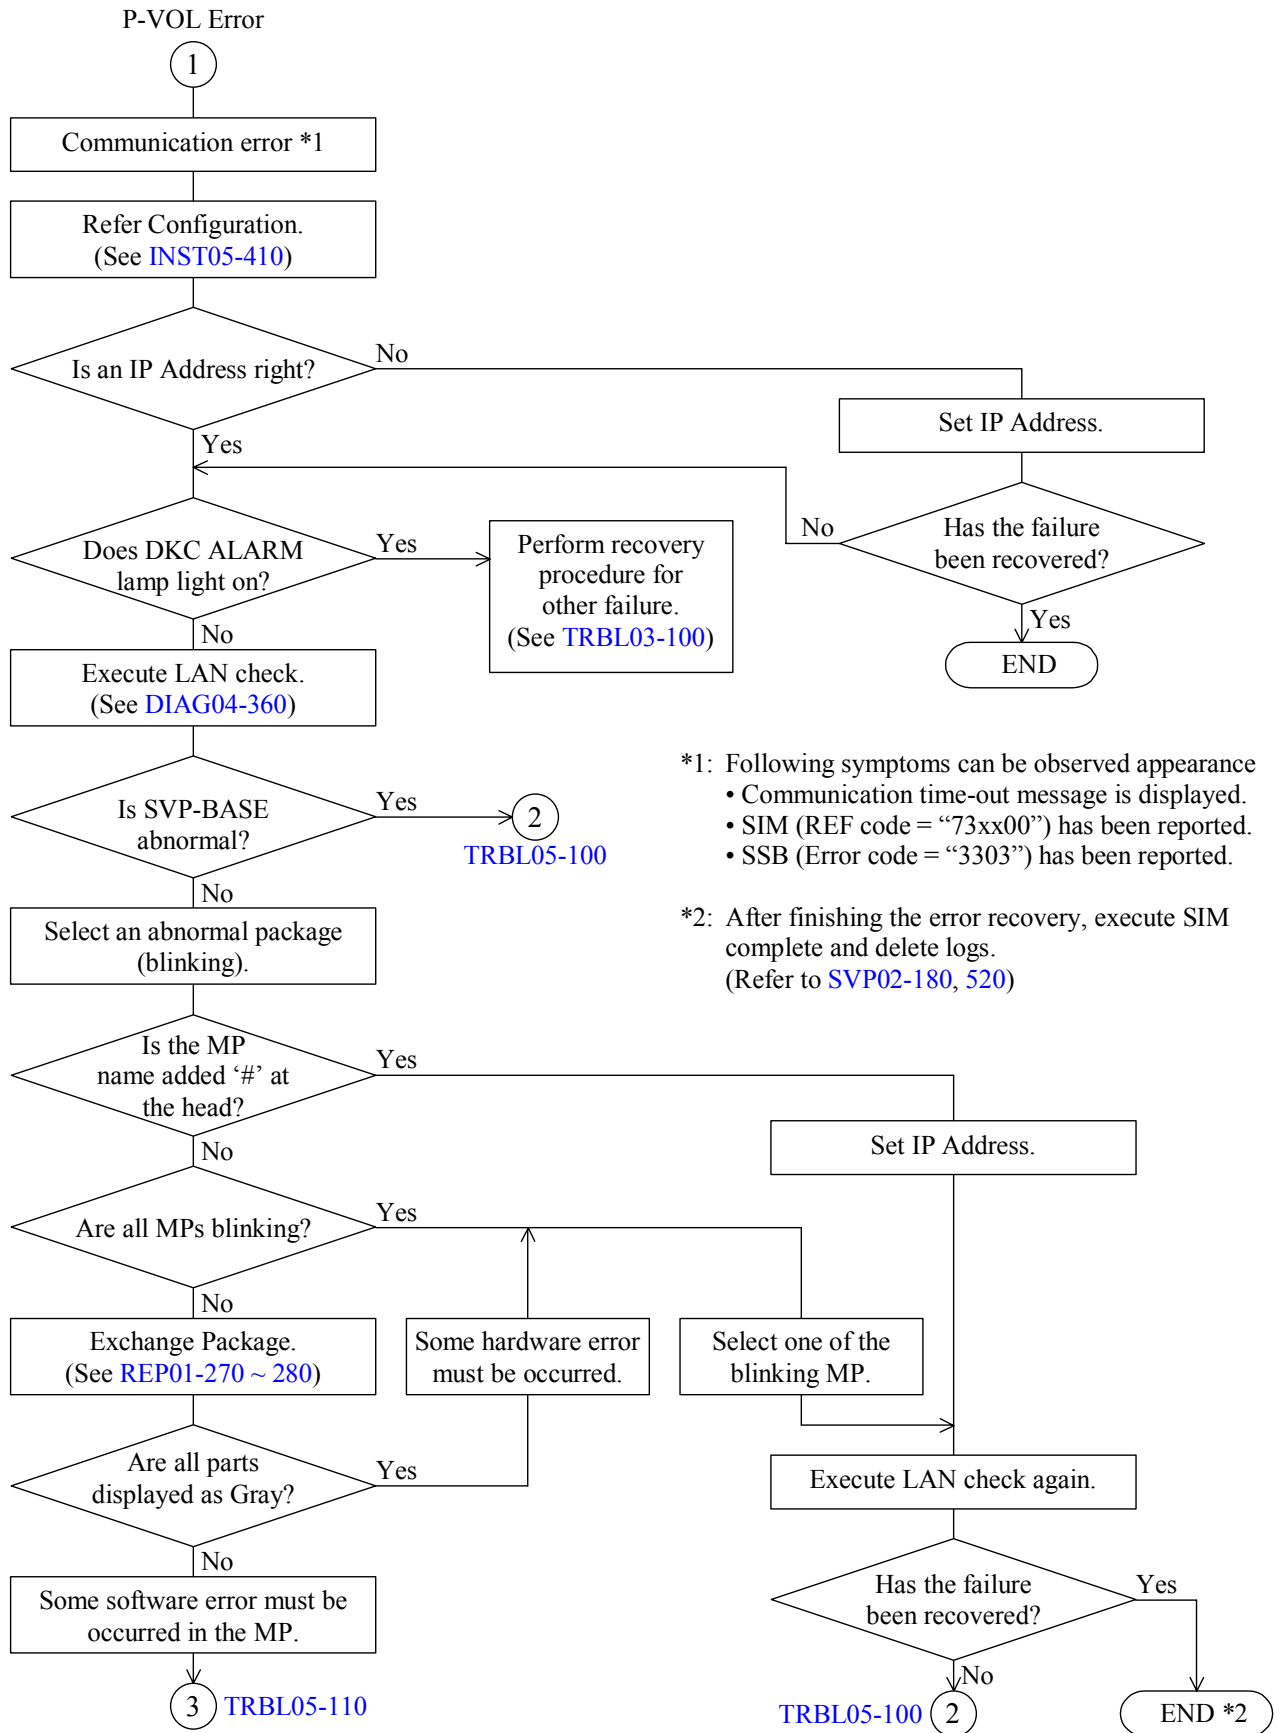 P-VOL Error
1
Communication error *1
Refer Configuration.
(See INST05-410)
Is an IP Address right?
No
Yes
Set IP Address.
Has the failure
been recovered?
No
Yes
END
Does DKC ALARM
lamp light on?
Yes
No
Perform recovery
procedure for
other failure.
(See TRBL03-100)
Execute LAN check.
(See DIAG04-360)
Is SVP-BASE
abnormal?
Yes
2
TRBL05-100
No
*1: Following symptoms can be observed appearance
• Communication time-out message is displayed.
• SIM (REF code = “73xx00”) has been reported.
• SSB (Error code = “3303”) has been reported.
*2: After finishing the error recovery, execute SIM
complete and delete logs.
(Refer to SVP02-180, 520)
Select an abnormal package
(blinking).
Is the MP
name added ‘#’ at
the head?
Yes
No
Set IP Address.
Are all MPs blinking?
Yes
No
Exchange Package.
(See REP01-270 ~ 280)
Some hardware error
must be occurred.
Select one of the
blinking MP.
Are all parts
displayed as Gray?
Yes
No
Execute LAN check again.
Some software error must be
occurred in the MP.
Has the failure
been recovered?
Yes
No
3 TRBL05-110
TRBL05-100 2
END *2